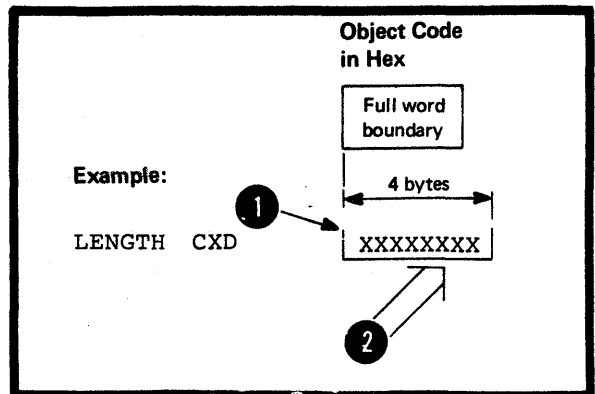 Object Code
in Hex
Full word
boundary
Example:
4 bytes
1
LENGTH CXD XXXXXXXX
2